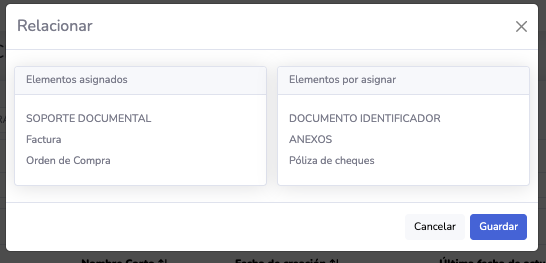 Relacionar
Elementos asignados
SOPORTE DOCUMENTAL
Factura
Orden de Compra
Elementos por asignar
DOCUMENTO IDENTIFICADOR
ANEXOS
Póliza de cheques
Cancelar
Guardar